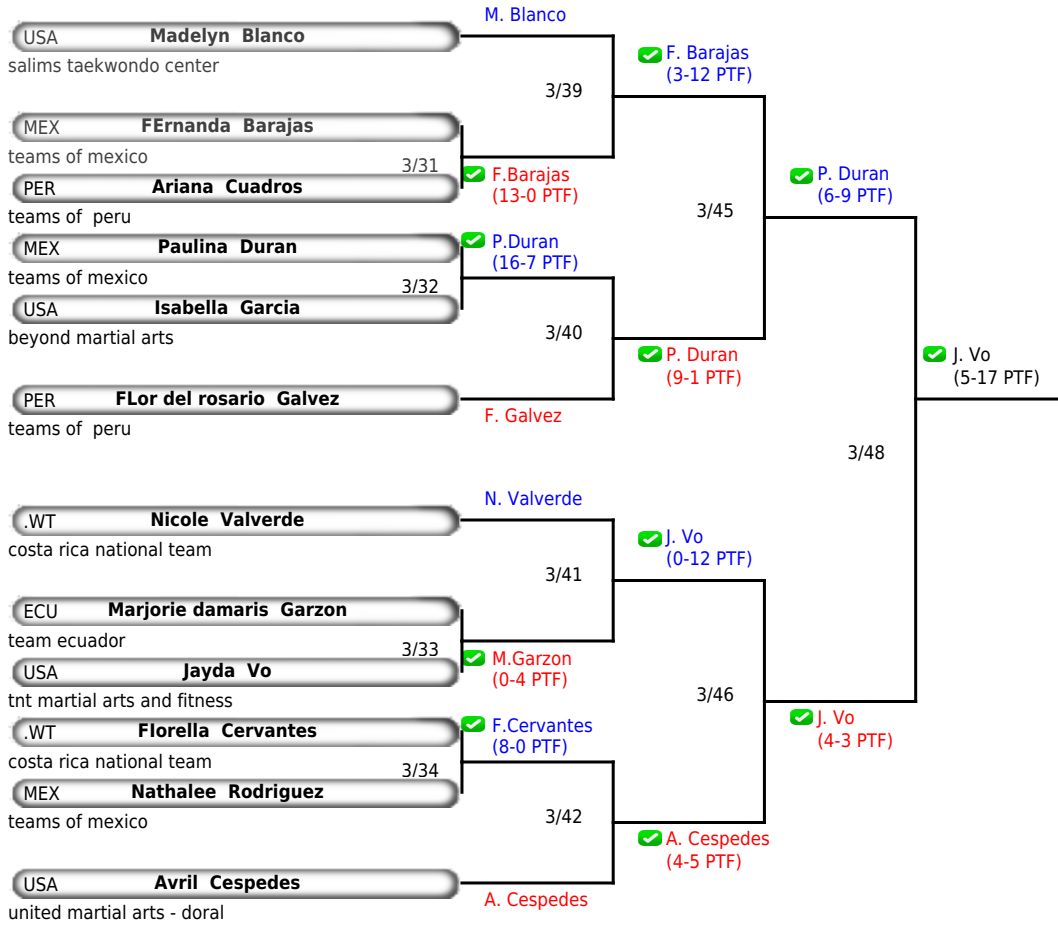 M. Blanco
USA Madelyn Blanco
salims taekwondo center
F. Barajas
(3-12 PTF)
3/39
MEX FErnanda Barajas
teams of mexico
3/31
F.Barajas
(13-0 PTF)
PER Ariana Cuadros
teams of peru
P. Duran
(6-9 PTF)
3/45
MEX Paulina Duran
teams of mexico
P.Duran
(16-7 PTF)
3/32
USA Isabella Garcia
beyond martial arts
3/40
P. Duran
(9-1 PTF)
J. Vo
(5-17 PTF)
PER FLor del rosario Galvez
teams of peru
F. Galvez
3/48
N. Valverde
.WT Nicole Valverde
costa rica national team
J. Vo
(0-12 PTF)
3/41
ECU Marjorie damaris Garzon
team ecuador
3/33
M.Garzon
(0-4 PTF)
USA Jayda Vo
tnt martial arts and fitness
3/46
J. Vo
(4-3 PTF)
.WT FIorella Cervantes
costa rica national team
F.Cervantes
(8-0 PTF)
3/34
MEX Nathalee Rodriguez
teams of mexico
3/42
A. Cespedes
(4-5 PTF)
USA Avril Cespedes
united martial arts - doral
A. Cespedes